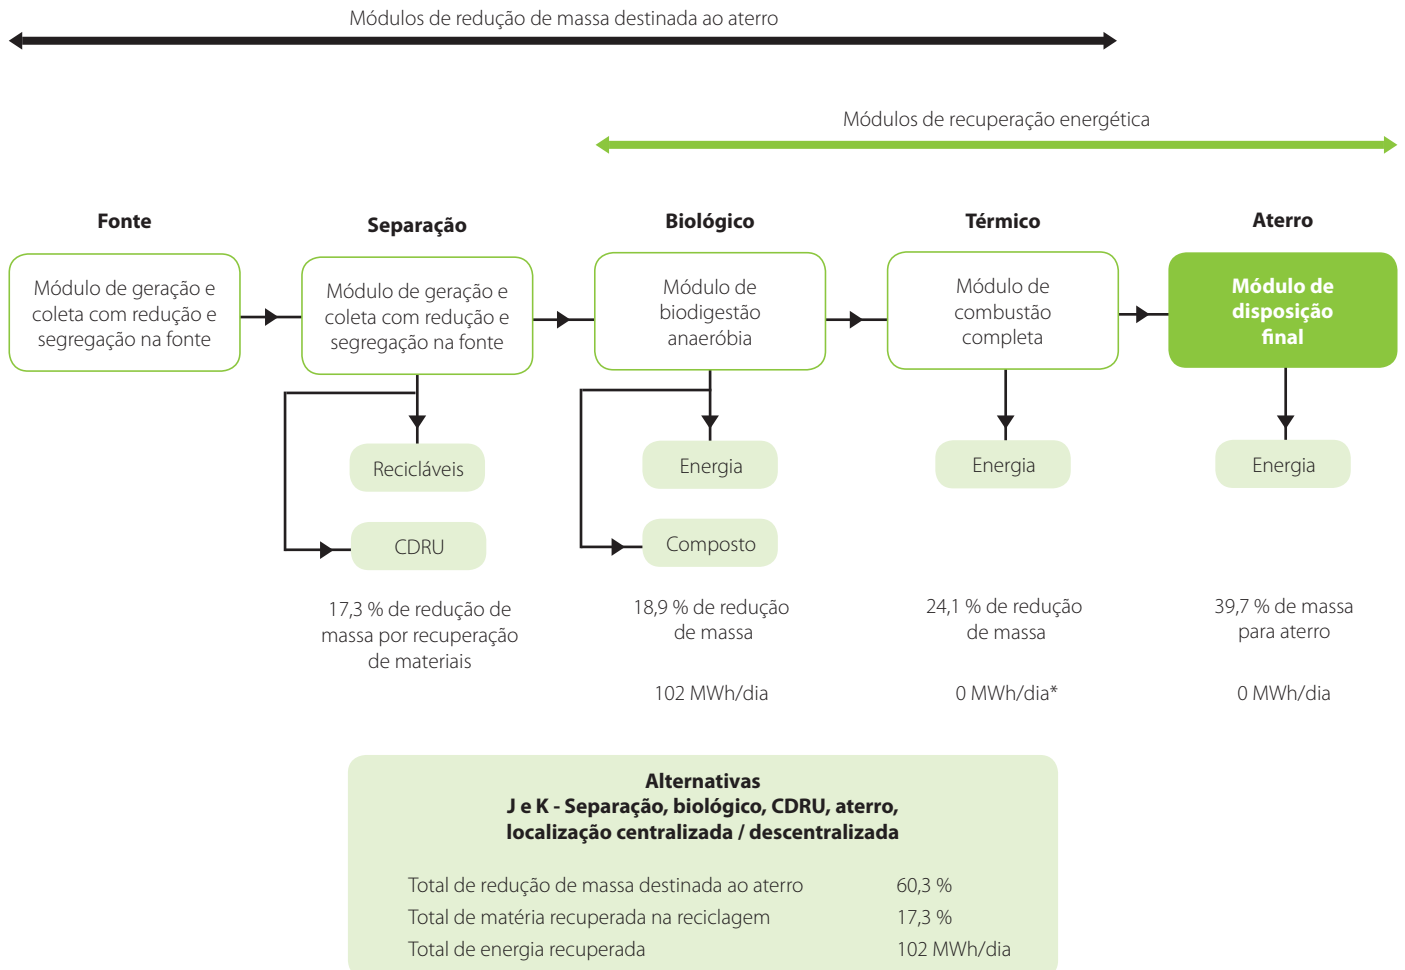 Módulos de redução de massa destinada ao aterro
Módulos de recuperação energética
Fonte
Separação
Biológico
Térmico
Aterro
Módulo de geração e
coleta com redução e
segregação na fonte
Módulo de geração e
coleta com redução e
segregação na fonte
Módulo de
biodigestão
anaeróbia
Módulo de
combustão
completa
Módulo de
disposição
final
Recicláveis
CDRU
Energia
Composto
Energia
Energia
17,3 % de redução de
massa por recuperação
de materiais
18,9 % de redução
de massa
24,1 % de redução
de massa
39,7 % de massa
para aterro
102 MWh/dia
0 MWh/dia*
0 MWh/dia
Alternativas
J e K - Separação, biológico, CDRU, aterro,
localização centralizada / descentralizada
Total de redução de massa destinada ao aterro 60,3 %
Total de matéria recuperada na reciclagem 17,3 %
Total de energia recuperada 102 MWh/dia